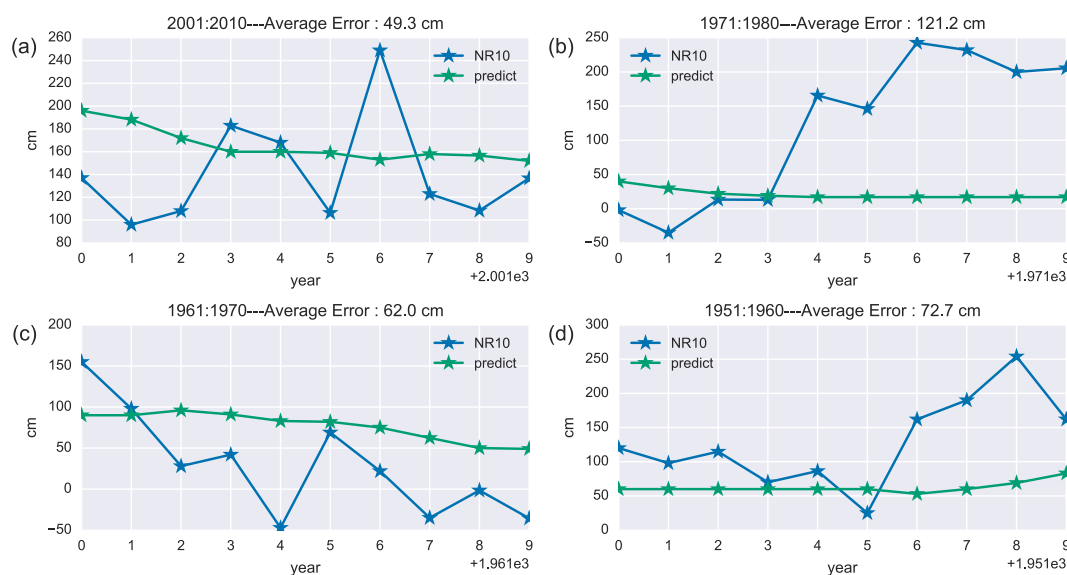 (a)
2001:2010---Average Error : 49.3 cm
260
240
220
200
180
160
140
120
100
80
cm
NR10
predict
0 1 2 3 4 5 6 7 8 9
year
+2.001e3
(b)
1971:1980---Average Error : 121.2 cm
250
200
150
100
50
0
−50
cm
NR10
predict
0 1 2 3 4 5 6 7 8 9
year
+1.971e3
(c)
1961:1970---Average Error : 62.0 cm
200
150
100
50
0
−50
cm
NR10
predict
0 1 2 3 4 5 6 7 8 9
year
+1.961e3
(d)
1951:1960---Average Error : 72.7 cm
300
250
200
150
100
50
0
cm
NR10
predict
0 1 2 3 4 5 6 7 8 9
year
+1.951e3